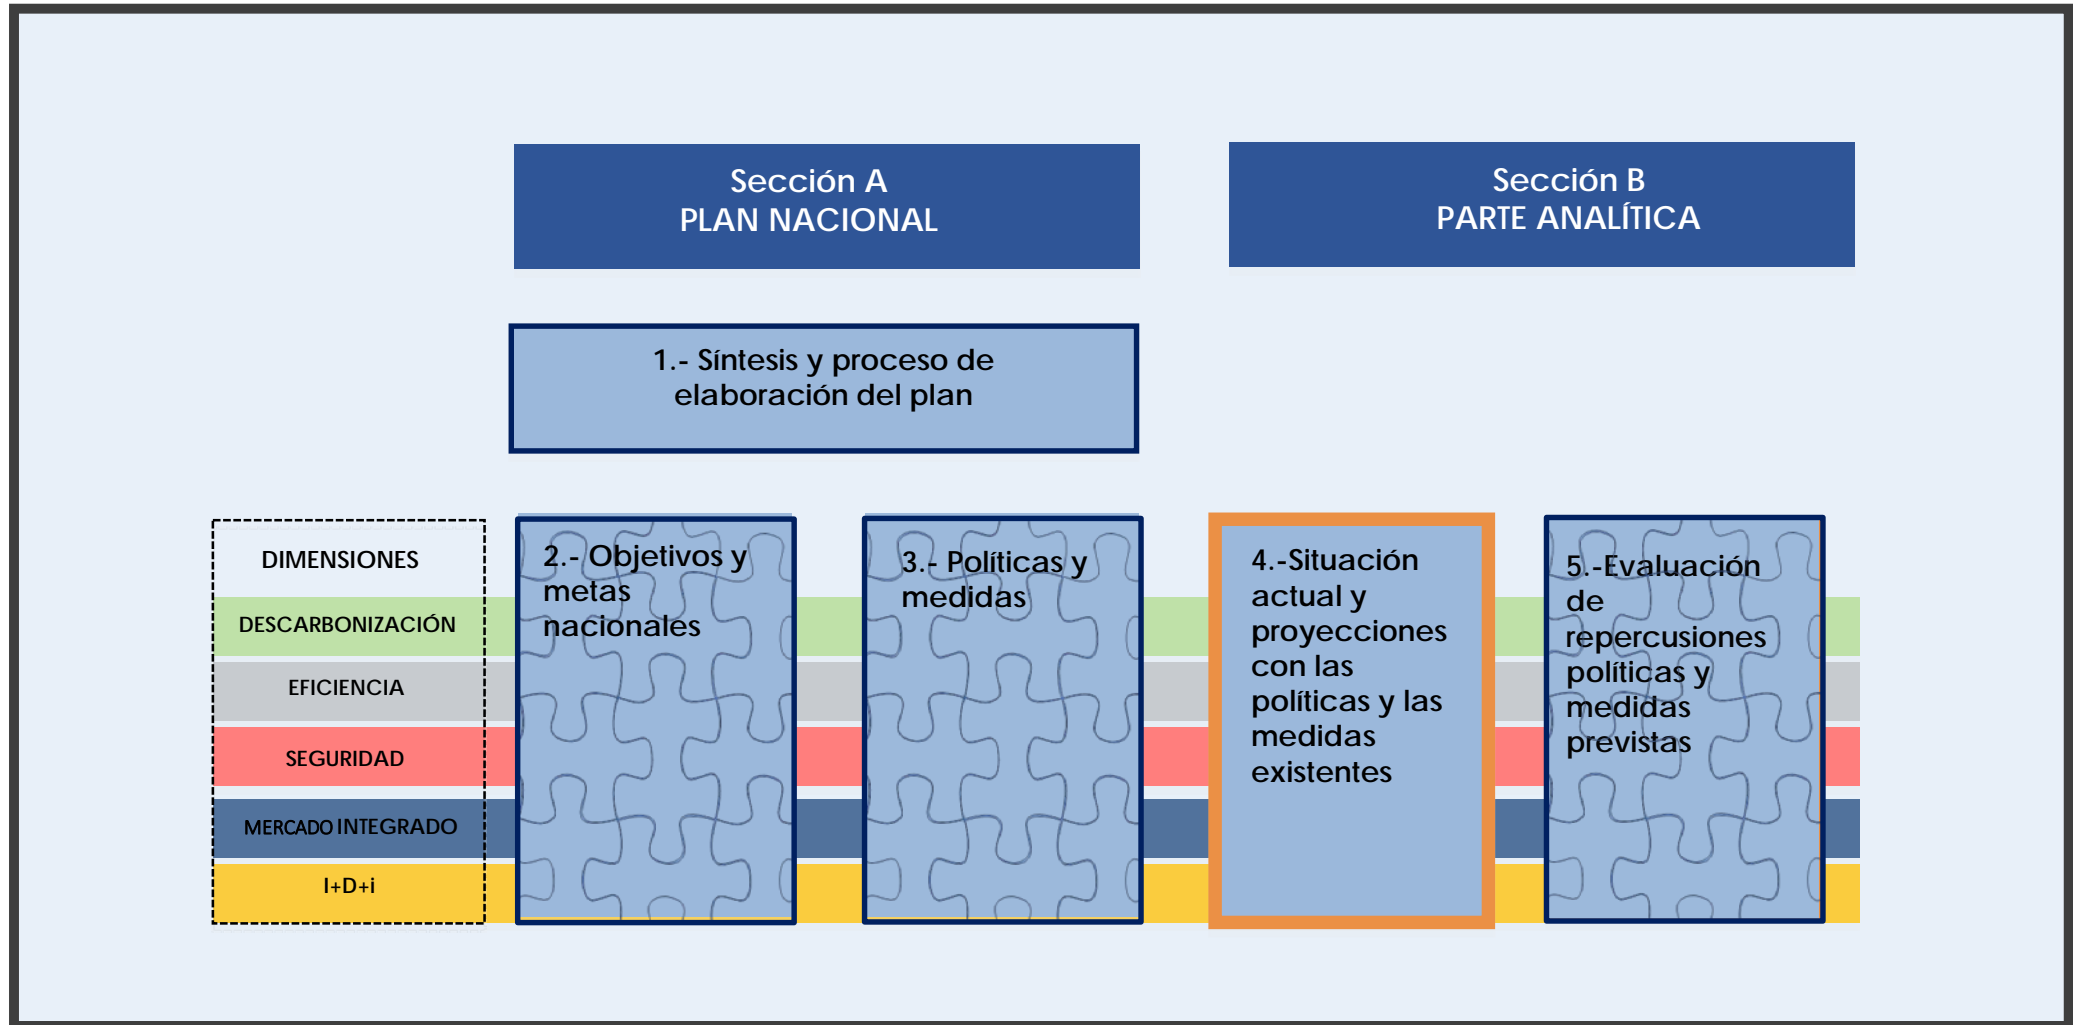 Sección A
PLAN NACIONAL
Sección B
PARTE ANALÍTICA
1.- Síntesis y proceso de
elaboración del plan
DIMENSIONES
DESCARBONIZACIÓN
EFICIENCIA
SEGURIDAD
MERCADO INTEGRADO
I+D+i
2.- Objetivos y
metas
nacionales
3.- Políticas y
medidas
4.-Situación
actual y
proyecciones
con las
políticas y las
medidas
existentes
5.-Evaluación
de
repercusiones
políticas y
medidas
previstas